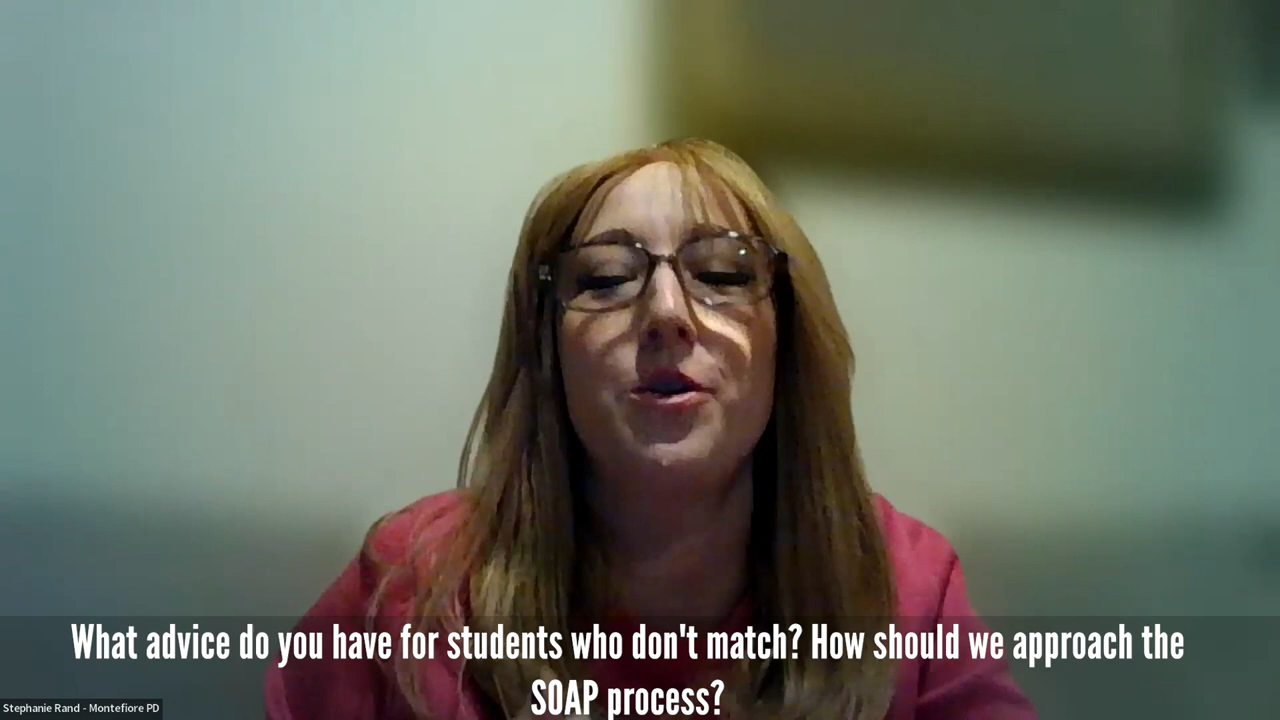 What advice do you have for students who don't match? How should we approach the
SOAP process?
Stephanie Rand - Montefiore PD